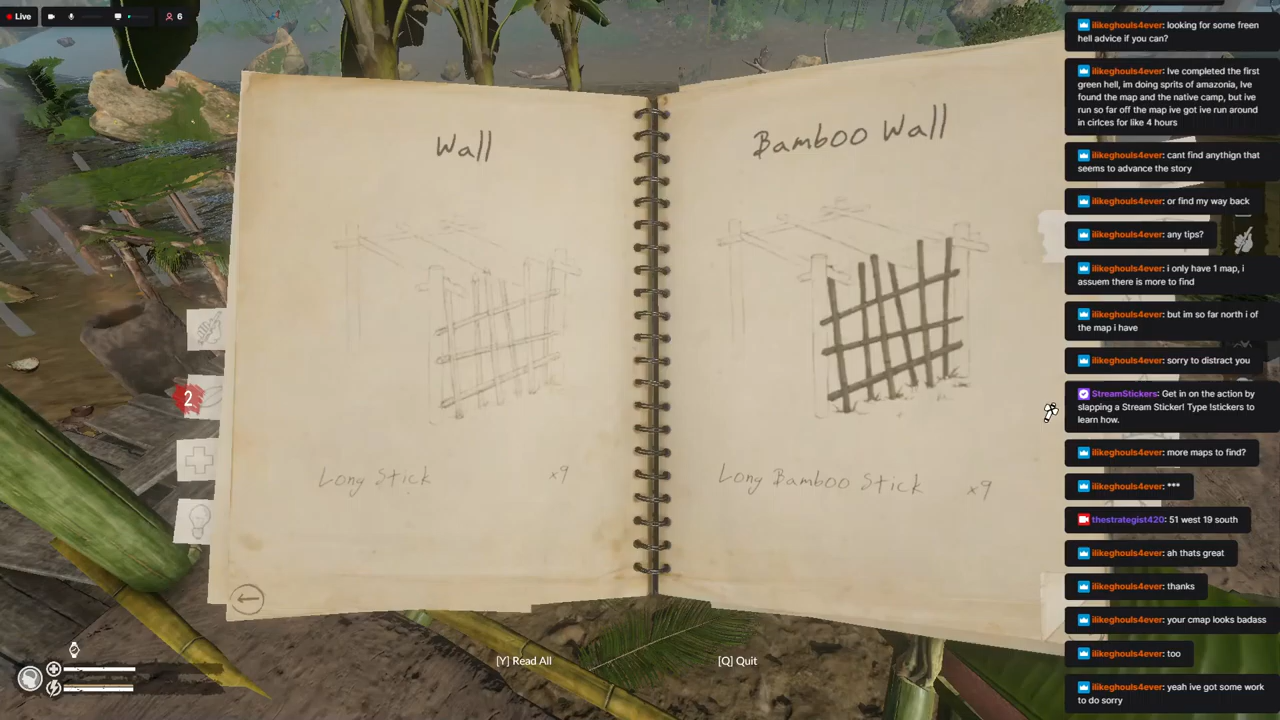 Live
6
Wall
Bamboo Wall
Long Stick x9
Long Bamboo Stick x9
2
[Y] Read All
[Q] Quit
ilikeghouls4ever: looking for some freen
hell advice if you can?
ilikeghouls4ever: Ive completed the first
green hell, im doing sprits of amazonia, Ive
found the map and the native camp, but ive
run so far off the map ive got ive run around
in cirlces for like 4 hours
ilikeghouls4ever: cant find anythign that
seems to advance the story
ilikeghouls4ever: or find my way back
ilikeghouls4ever: any tips?
ilikeghouls4ever: i only have 1 map, i
assuem there is more to find
ilikeghouls4ever: but im so far north i of
the map i have
ilikeghouls4ever: sorry to distract you
StreamStickers: Get in on the action by
slapping a Stream Sticker! Type !stickers to
learn how.
ilikeghouls4ever: more maps to find?
ilikeghouls4ever: ***
thestrategist420: 51 west 19 south
ilikeghouls4ever: ah thats great
ilikeghouls4ever: thanks
ilikeghouls4ever: your cmap looks badass
ilikeghouls4ever: too
ilikeghouls4ever: yeah ive got some work
to do sorry